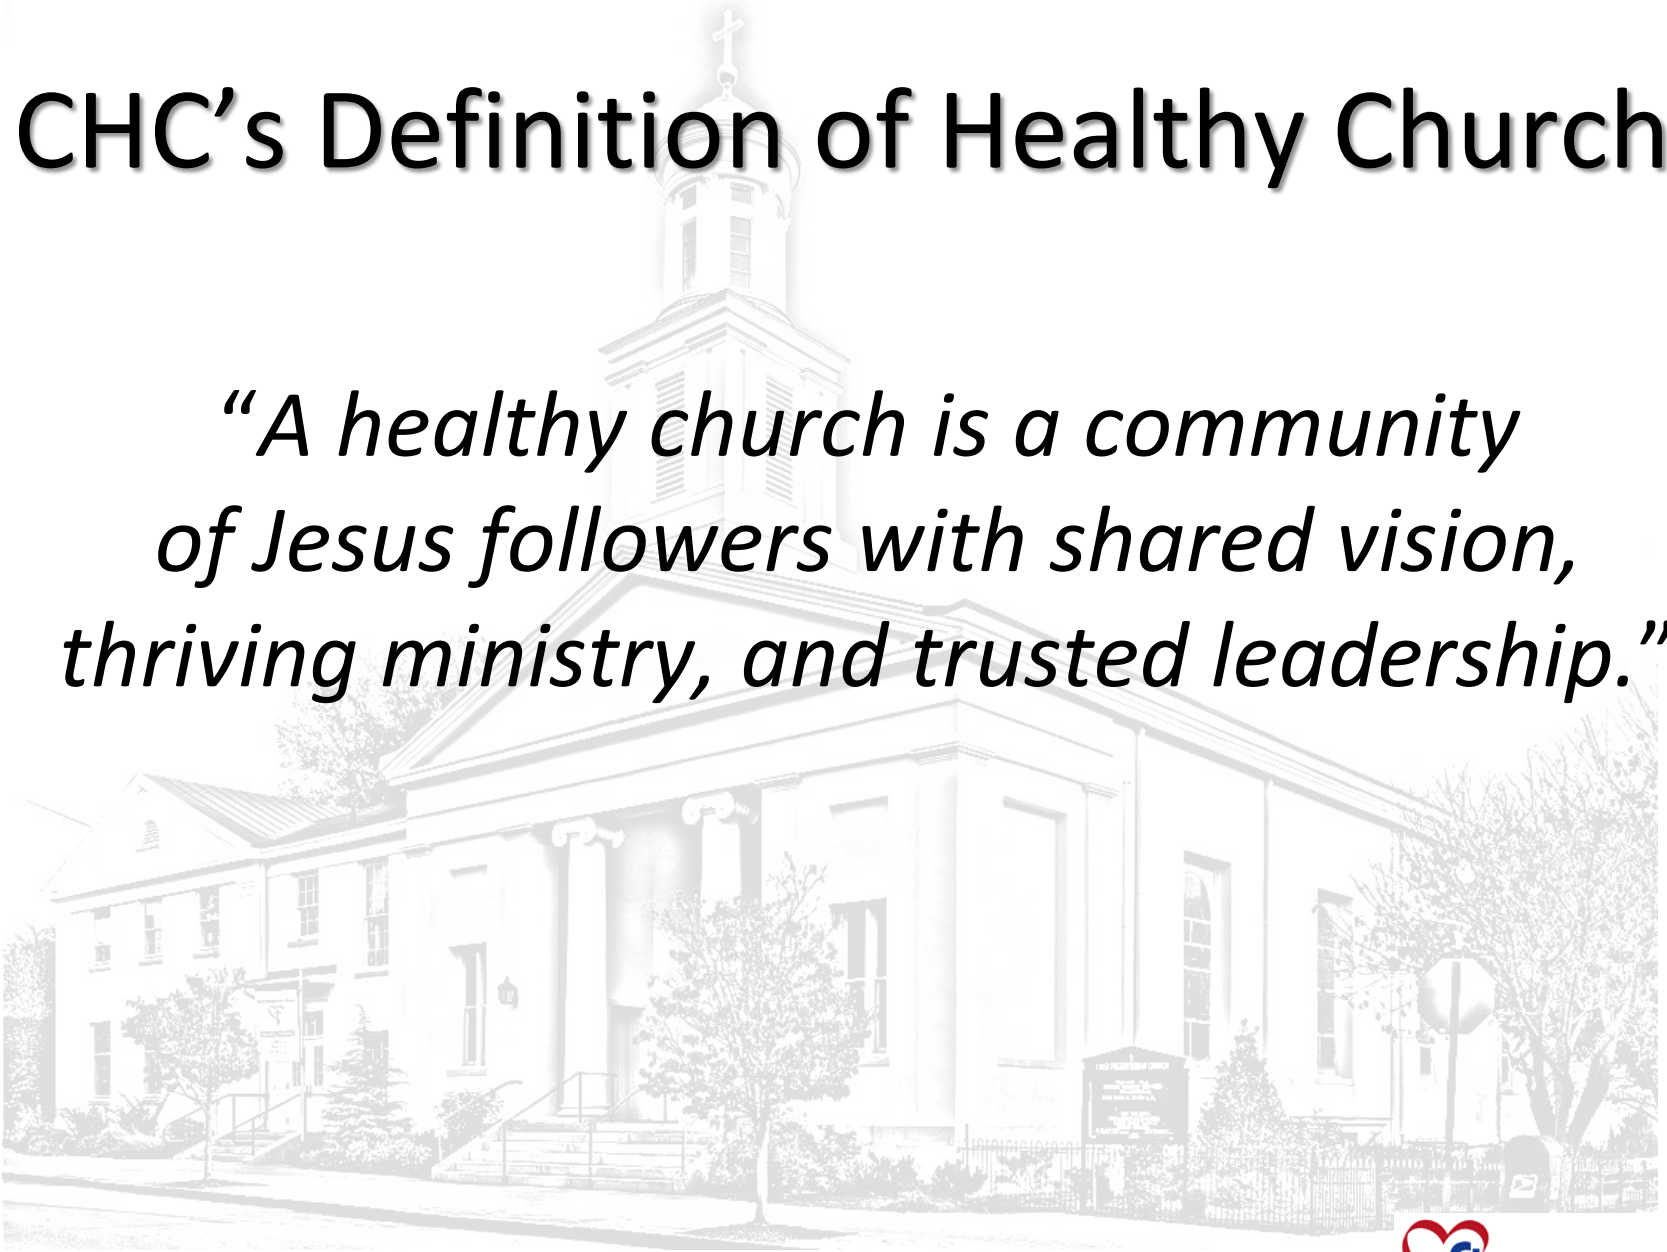 CHC’s Definition of Healthy Church
“A healthy church is a community
of Jesus followers with shared vision,
thriving ministry, and trusted leadership.”